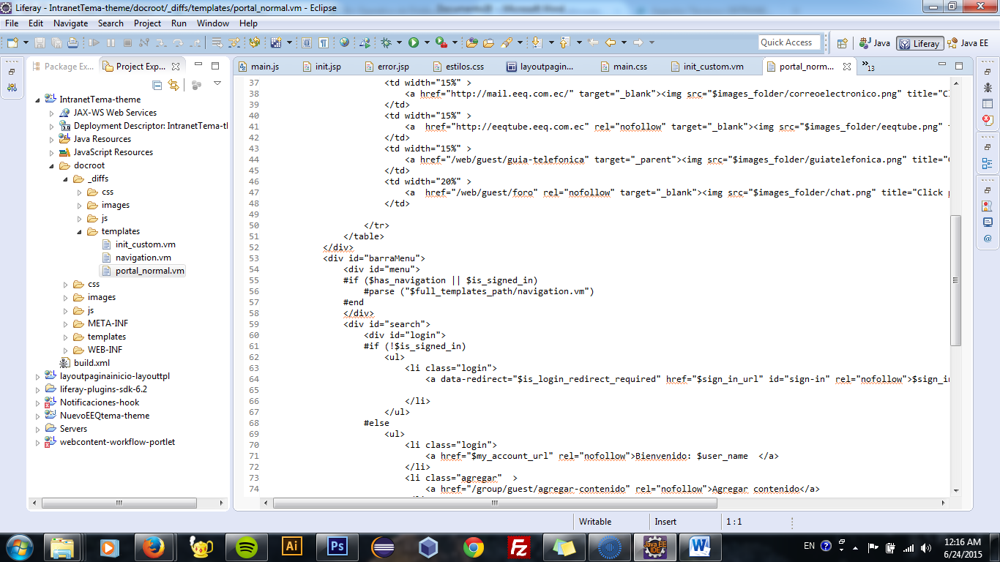 Liferay - IntranetTema-theme/docroot/_diffs/templates/portal_normal.vm - Eclipse
File Edit Navigate Search Project Run Window Help
Quick Access Java Liferay Java EE
Package Ex... Project Exp...
main.js init.jsp error.jsp estilos.css layoutpagin... main.css init_custom.vm portal_norm... »13
IntranetTema-theme
JAX-WS Web Services
Deployment Descriptor: IntranetTema-tl
Java Resources
JavaScript Resources
docroot
_diffs
css
images
js
templates
init_custom.vm
navigation.vm
portal_normal.vm
css
images
js
META-INF
templates
WEB-INF
build.xml
layoutpaginainicio-layouttpl
liferay-plugins-sdk-6.2
Notificaciones-hook
NuevoEEQtema-theme
Servers
webcontent-workflow-portlet
37 <td width="15%" >
38 <a href="http://mail.eeq.com.ec/" target="_blank"><img src="$images_folder/correoelectronico.png" title="Cl
39 </td>
40 <td width="15%" >
41 <a  href="http://eeqtube.eeq.com.ec" rel="nofollow" target="_blank"><img src="$images_folder/eeqtube.png" t
42 </td>
43 <td width="15%" >
44 <a href="/web/guest/guia-telefonica" target="_parent"><img src="$images_folder/guiatelefonica.png" title="C
45 </td>
46 <td width="20%" >
47 <a  href="/web/guest/foro" rel="nofollow" target="_blank"><img src="$images_folder/chat.png" title="Click p
48 </td>
49
50 </tr>
51 </table>
52 </div>
53 <div id="barraMenu">
54 <div id="menu">
55 #if ($has_navigation || $is_signed_in)
56 #parse ("$full_templates_path/navigation.vm")
57 #end
58 </div>
59 <div id="search">
60 <div id="login">
61 #if (!$is_signed_in)
62 <ul>
63 <li class="login">
64 <a data-redirect="$is_login_redirect_required" href="$sign_in_url" id="sign-in" rel="nofollow">$sign_in
65
66 </li>
67 </ul>
68 #else
69 <ul>
70 <li class="login">
71 <a href="$my_account_url" rel="nofollow">Bienvenido: $user_name  </a>
72 </li>
73 <li class="agregar"  >
74 <a href="/group/guest/agregar-contenido" rel="nofollow">Agregar contenido</a>
Writable Insert 1 : 1
EN 12:16 AM
6/24/2015